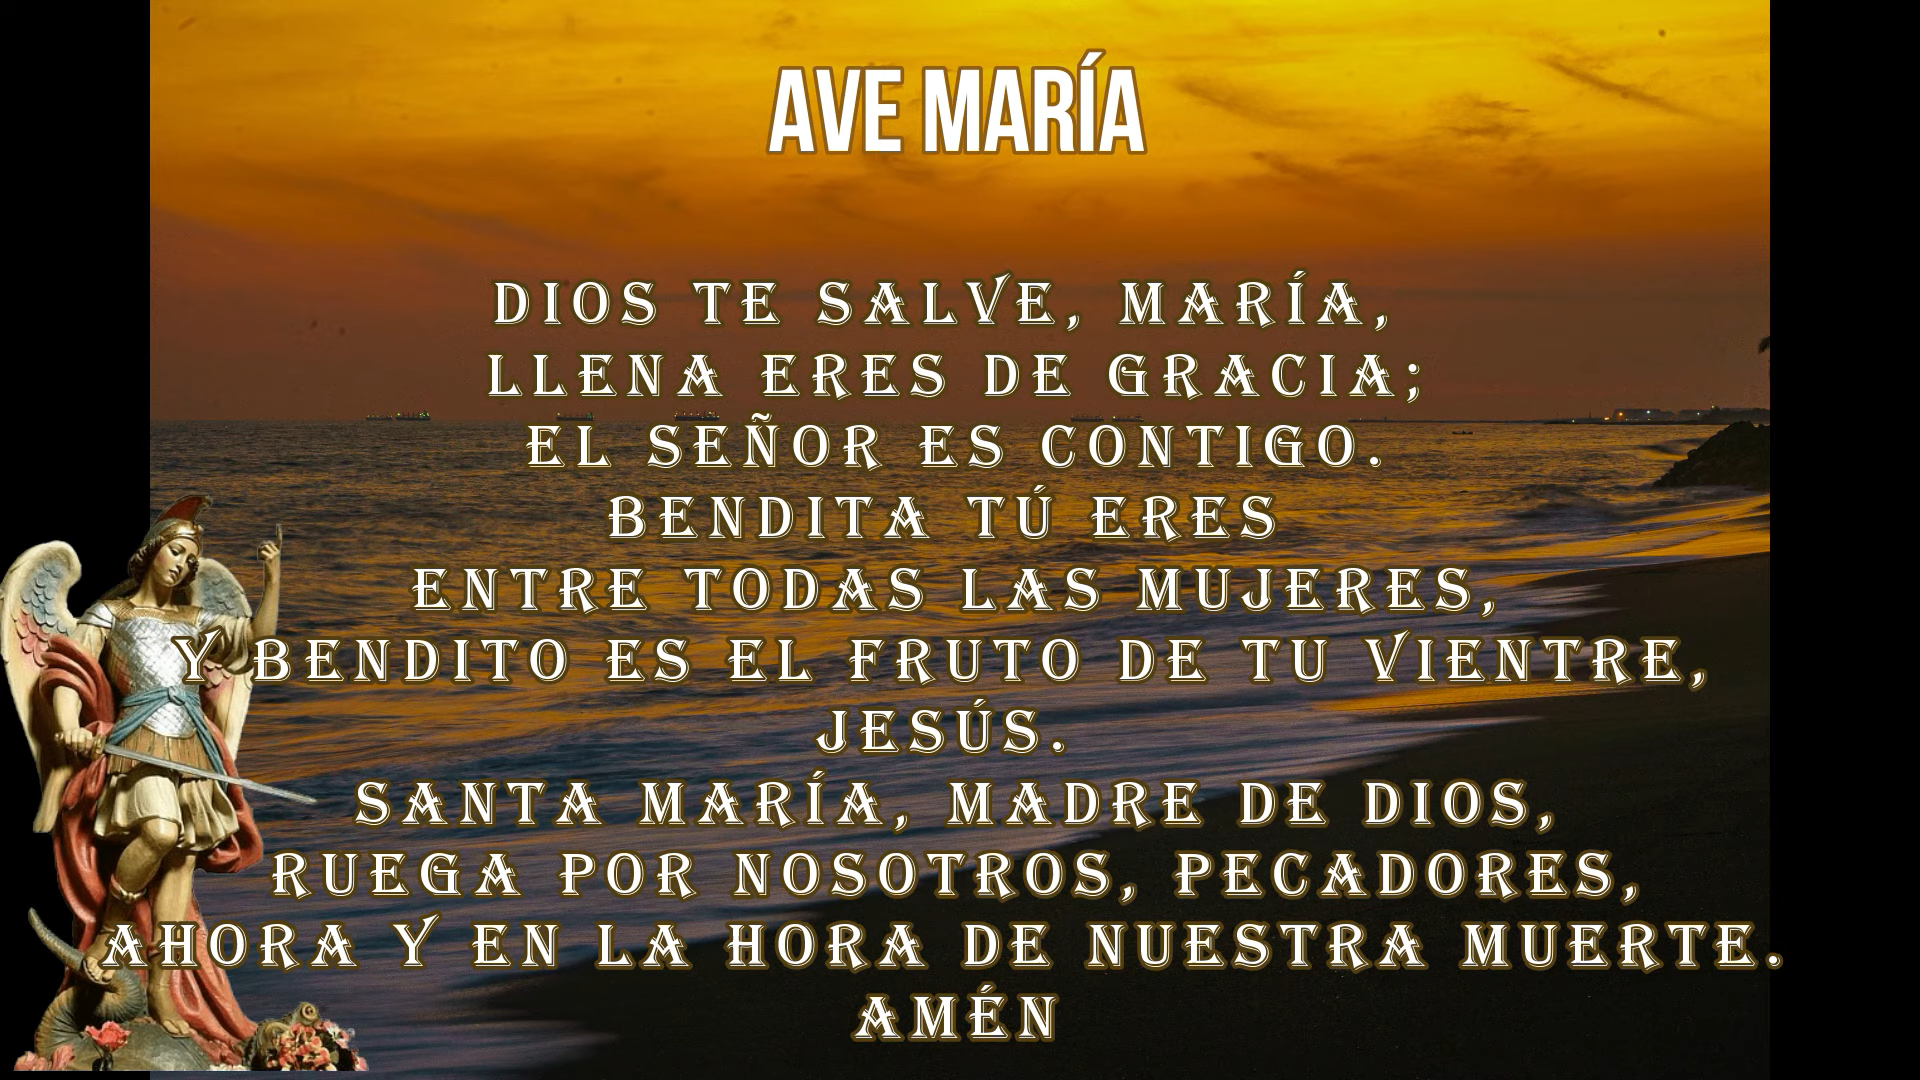 AVE MARÍA
DIOS TE SALVE, MARÍA,
LLENA ERES DE GRACIA;
EL SEÑOR ES CONTIGO.
BENDITA TÚ ERES
ENTRE TODAS LAS MUJERES,
Y BENDITO ES EL FRUTO DE TU VIENTRE,
JESÚS.
SANTA MARÍA, MADRE DE DIOS,
RUEGA POR NOSOTROS, PECADORES,
AHORA Y EN LA HORA DE NUESTRA MUERTE.
AMÉN